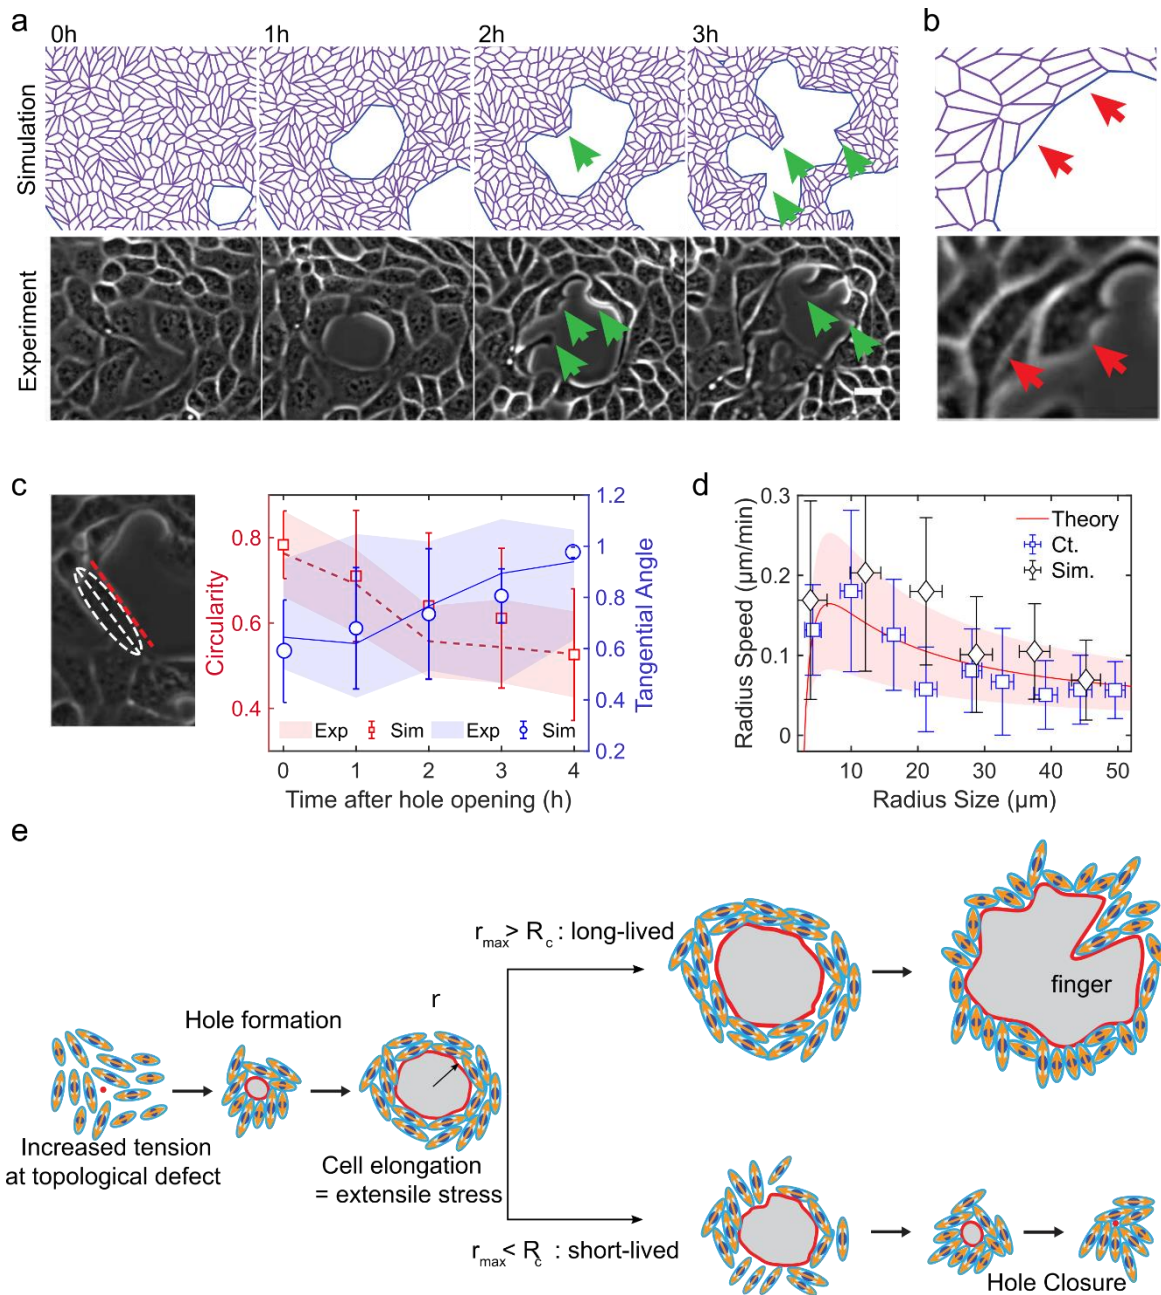 a
0h
1h
2h
3h
b
Simulation
Experiment
c
Circularity
0.8
0.6
0.4
1.2
1
0.8
0.6
0.4
0.2
Tangential Angle
Exp
Sim
Exp
Sim
0
1
2
3
4
Time after hole opening (h)
d
Radius Speed (µm/min)
0.3
0.2
0.1
0
Theory
Ct.
Sim.
10
20
30
40
50
Radius Size (µm)
e
r_max > R_c : long-lived
finger
r
Hole formation
Increased tension
at topological defect
Cell elongation
= extensile stress
r_max < R_c : short-lived
Hole Closure